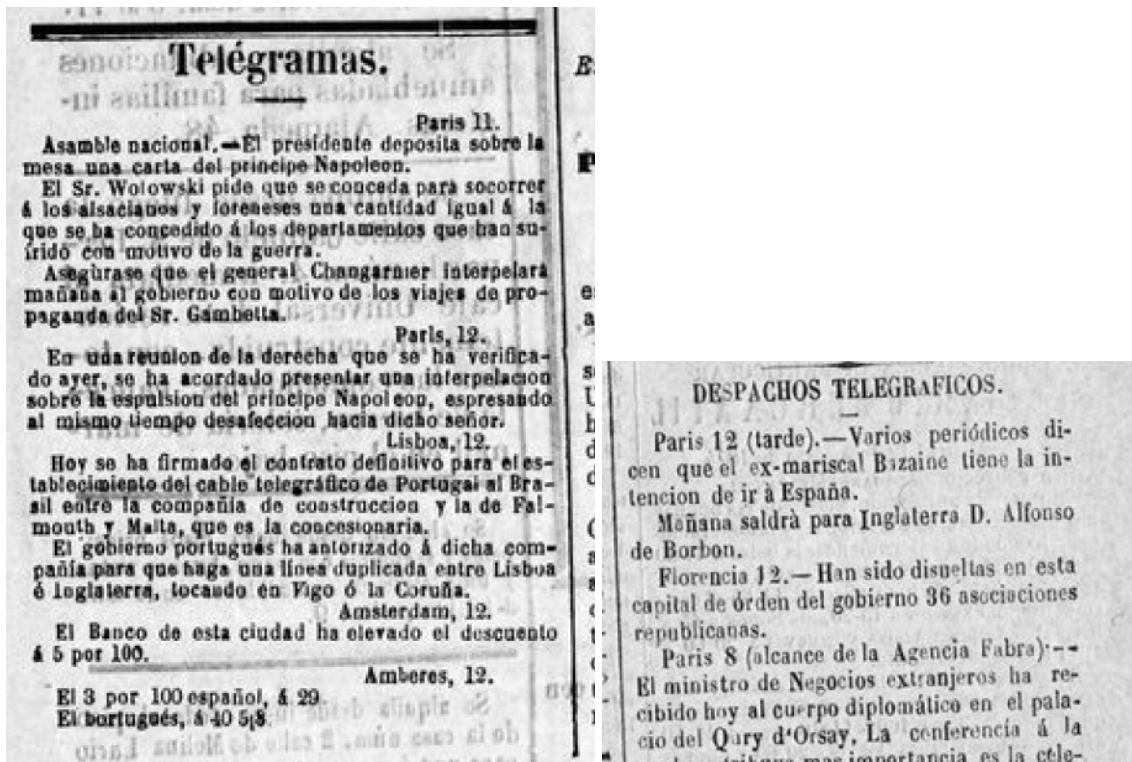 Telégramas.
Paris 11.
Asamble nacional.—El presidente deposita sobre la
mesa una carta del principe Napoleon.
El Sr. Wolowski pide que se conceda para socorrer
á los alsacianos y loreneses una cantidad igual á la
que se ha concedido á los departamentos que han su-
frido con motivo de la guerra.
Asegúrase que el general Changarnier interpelará
mañana al gobierno con motivo de los viajes de pro-
paganda del Sr. Gambetta.
Paris, 12.
En una reunion de la derecha que se ha verifica-
do ayer, se ha acordado presentar una interpelacion
sobre la espulsion del príncipe Napoleon, espresando
al mismo tiempo desafeccion hacia dicho señor.
Lisboa, 12.
Hoy se ha firmado el contrato definitivo para el es-
tablecimiento del cable telegráfico de Portugal al Bra-
sil entre la compañia de construccion y la de Fal-
mouth y Malta, que es la concesionaria.
El gobierno portugués ha antorizado á dicha com-
pañía para que haga una línea duplicada entre Lisboa
é Inglaterra, tocando en Vigo ó la Coruña.
Amsterdam, 12.
El Banco de esta ciudad ha elevado el descuento
á 5 por 100.
Amberes, 12.
El 3 por 100 español, á 29
El portugués, á 40 5|8.
DESPACHOS TELEGRAFICOS.
Paris 12 (tarde).—Varios periódicos di-
cen que el ex-mariscal Bazaine tiene la in-
tencion de ir à España.
Mañana saldrà para Inglaterra D. Alfonso
de Borbon.
Florencia 12.—Han sido disueltas en esta
capital de órden del gobierno 36 asociaciones
republicanas.
Paris 8 (alcance de la Agencia Fabra).--
El ministro de Negocios extranjeros ha re-
cibido hoy al cuerpo diplomático en el pala-
cio del Qury d'Orsay. La conferencia á la
mas importancia es la cele-